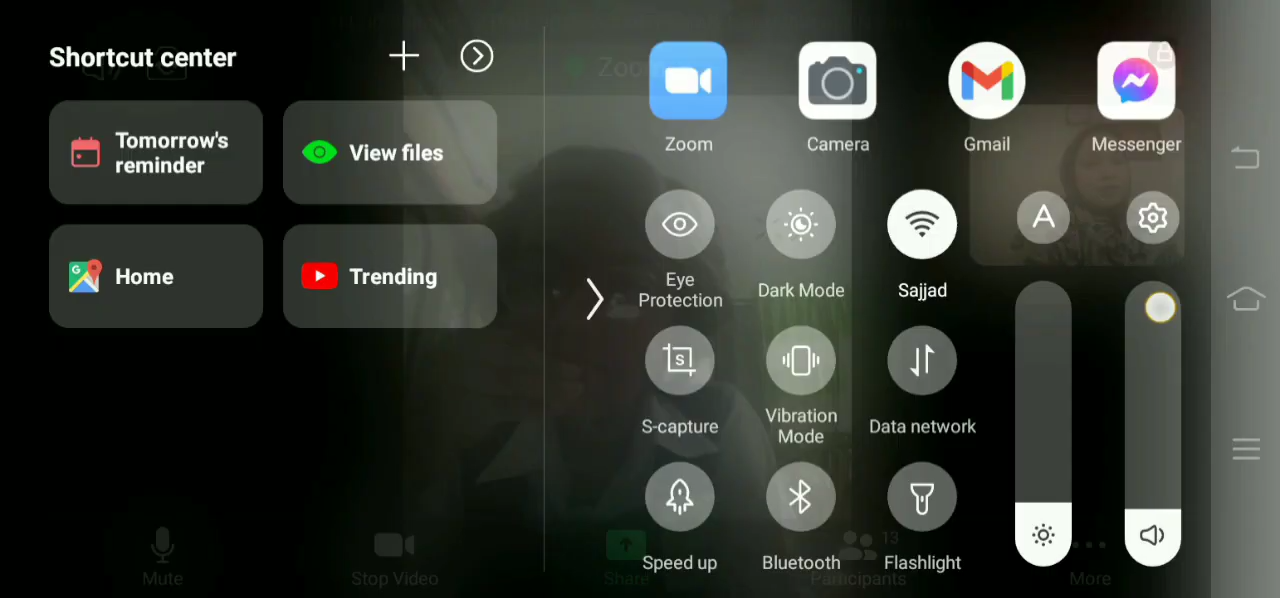 Shortcut center
Zoo
Tomorrow's
reminder
View files
Home
Trending
Zoom
Camera
Gmail
Messenger
Eye
Protection
Dark Mode
Sajjad
A
S
S-capture
Vibration
Mode
Data network
Speed up
Bluetooth
Flashlight
13
Mute
Stop Video
Share
Participants
More